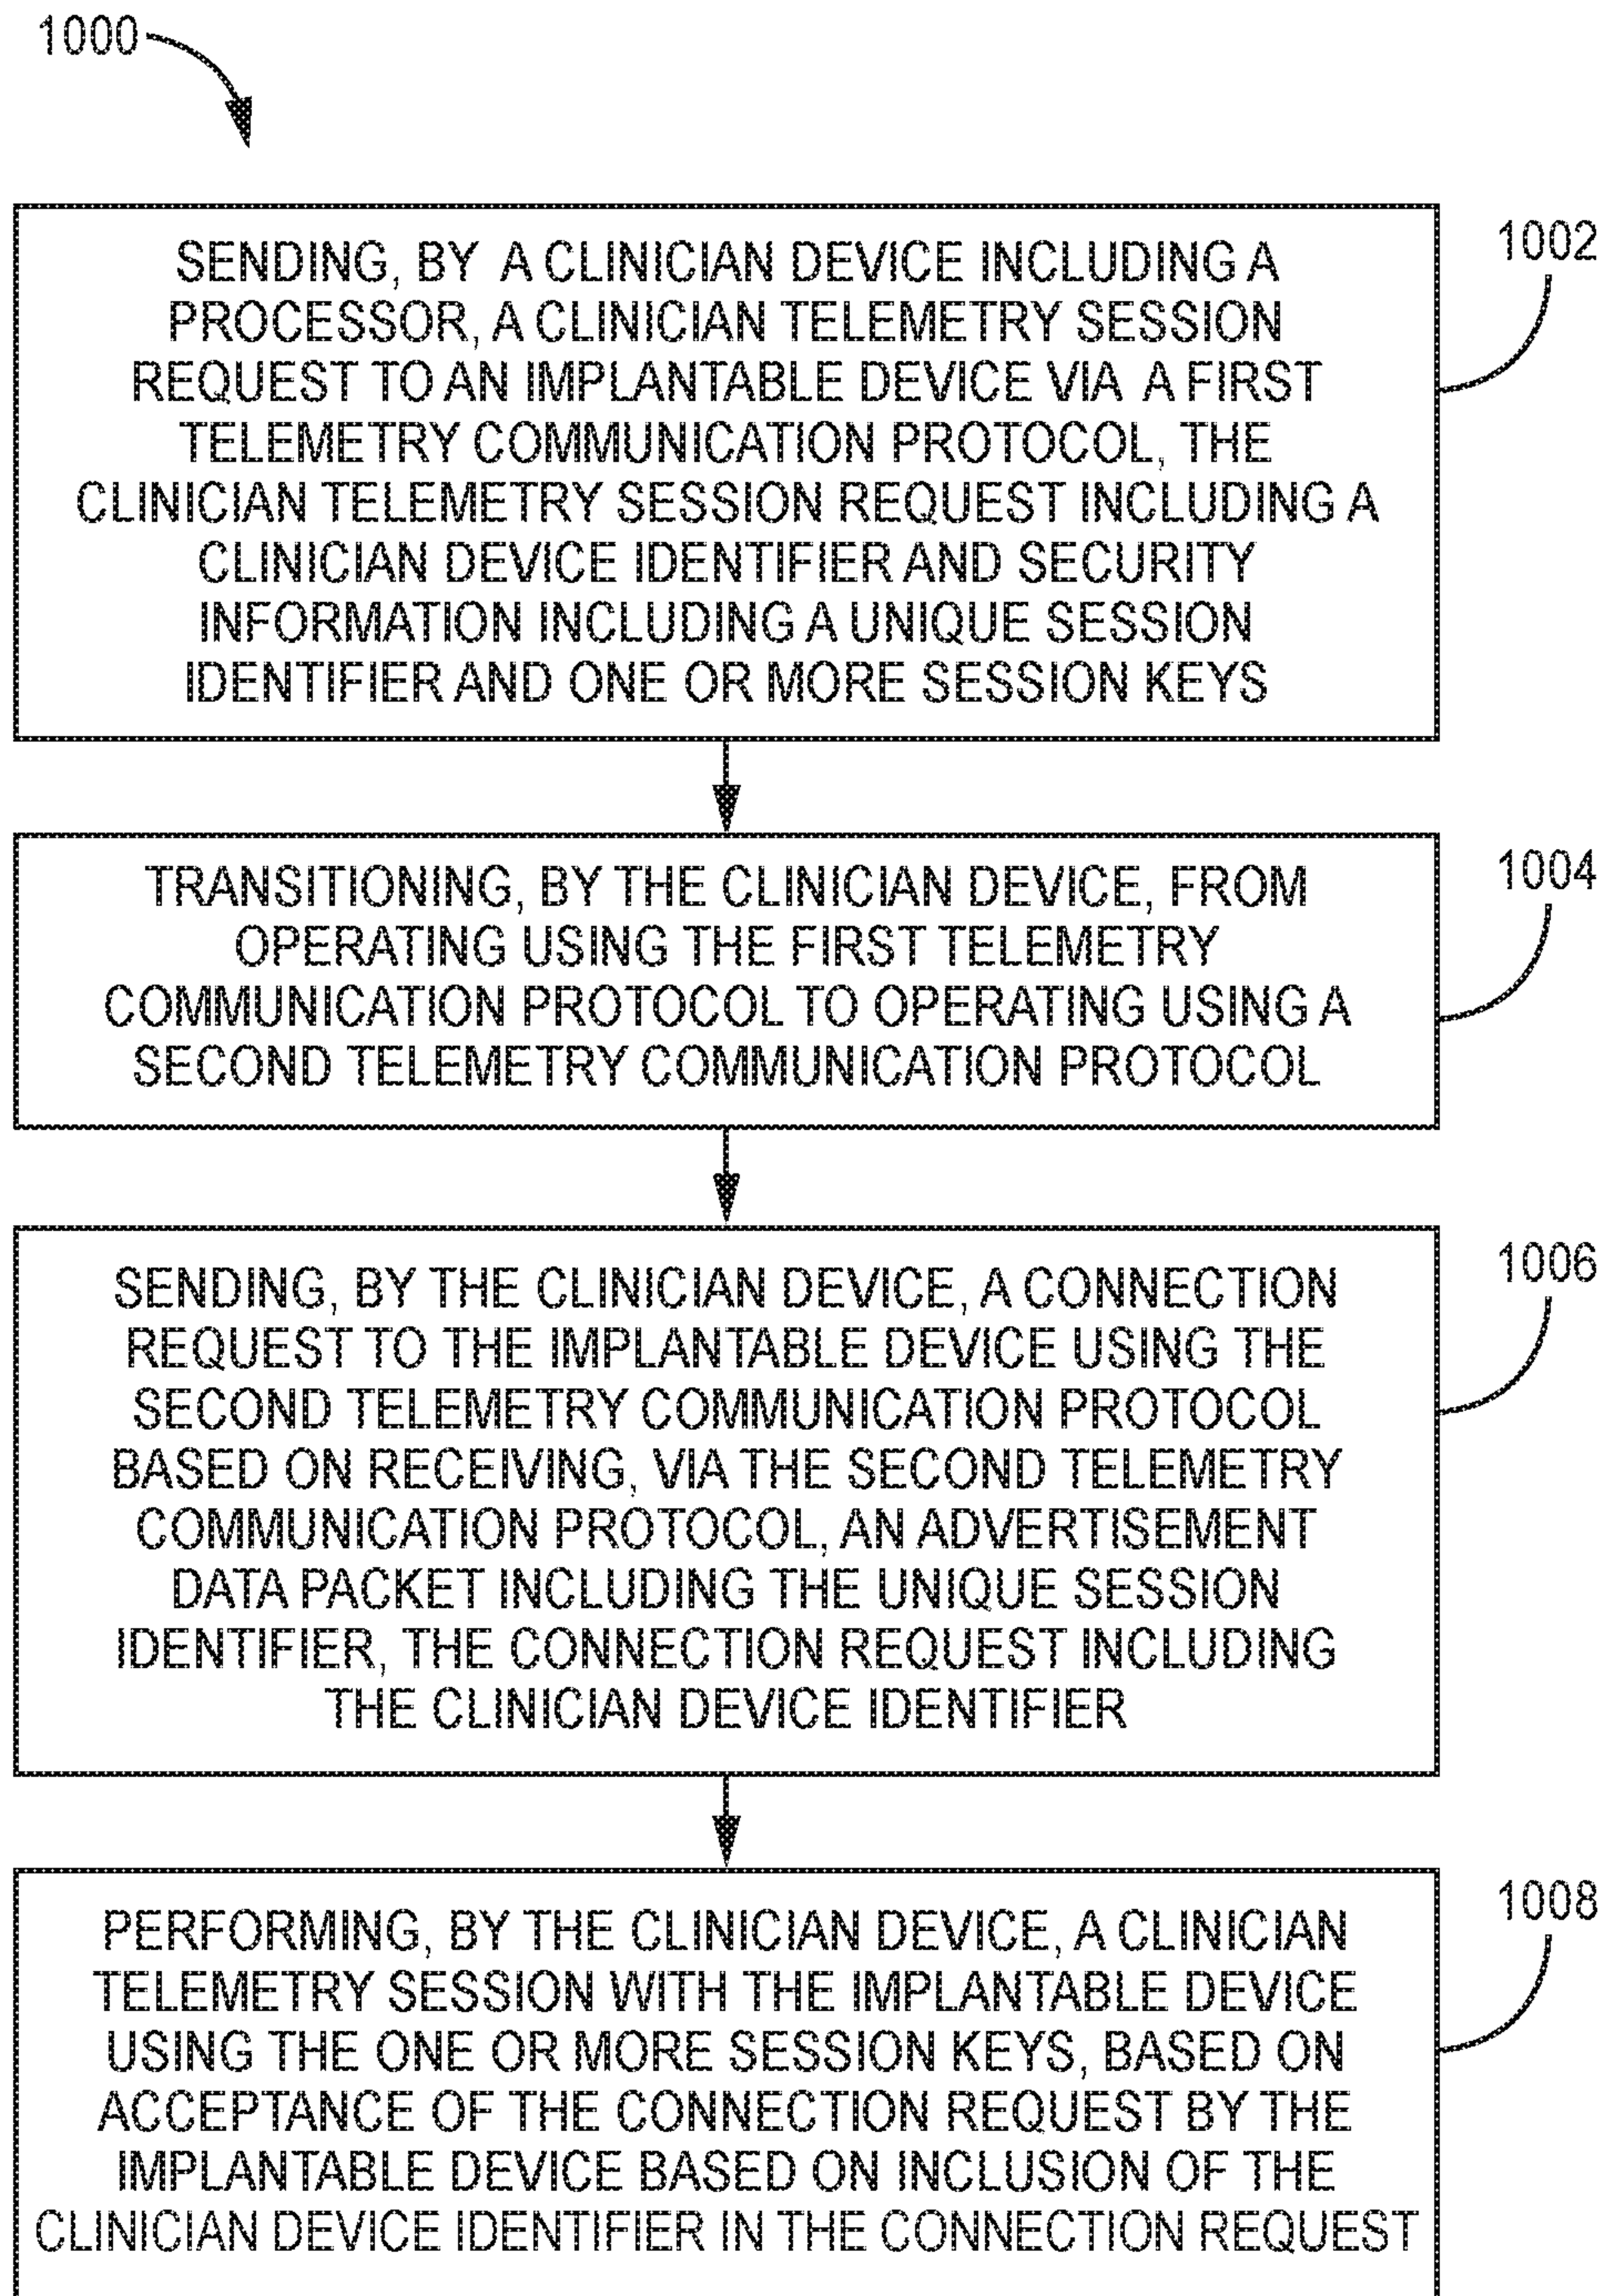 1000
SENDING, BY A CLINICIAN DEVICE INCLUDING A
PROCESSOR, A CLINICIAN TELEMETRY SESSION
REQUEST TO AN IMPLANTABLE DEVICE VIA A FIRST
TELEMETRY COMMUNICATION PROTOCOL, THE
CLINICIAN TELEMETRY SESSION REQUEST INCLUDING A
CLINICIAN DEVICE IDENTIFIER AND SECURITY
INFORMATION INCLUDING A UNIQUE SESSION
IDENTIFIER AND ONE OR MORE SESSION KEYS
1002
TRANSITIONING, BY THE CLINICIAN DEVICE, FROM
OPERATING USING THE FIRST TELEMETRY
COMMUNICATION PROTOCOL TO OPERATING USING A
SECOND TELEMETRY COMMUNICATION PROTOCOL
1004
SENDING, BY THE CLINICIAN DEVICE, A CONNECTION
REQUEST TO THE IMPLANTABLE DEVICE USING THE
SECOND TELEMETRY COMMUNICATION PROTOCOL
BASED ON RECEIVING, VIA THE SECOND TELEMETRY
COMMUNICATION PROTOCOL, AN ADVERTISEMENT
DATA PACKET INCLUDING THE UNIQUE SESSION
IDENTIFIER, THE CONNECTION REQUEST INCLUDING
THE CLINICIAN DEVICE IDENTIFIER
1006
PERFORMING, BY THE CLINICIAN DEVICE, A CLINICIAN
TELEMETRY SESSION WITH THE IMPLANTABLE DEVICE
USING THE ONE OR MORE SESSION KEYS, BASED ON
ACCEPTANCE OF THE CONNECTION REQUEST BY THE
IMPLANTABLE DEVICE BASED ON INCLUSION OF THE
CLINICIAN DEVICE IDENTIFIER IN THE CONNECTION REQUEST
1008